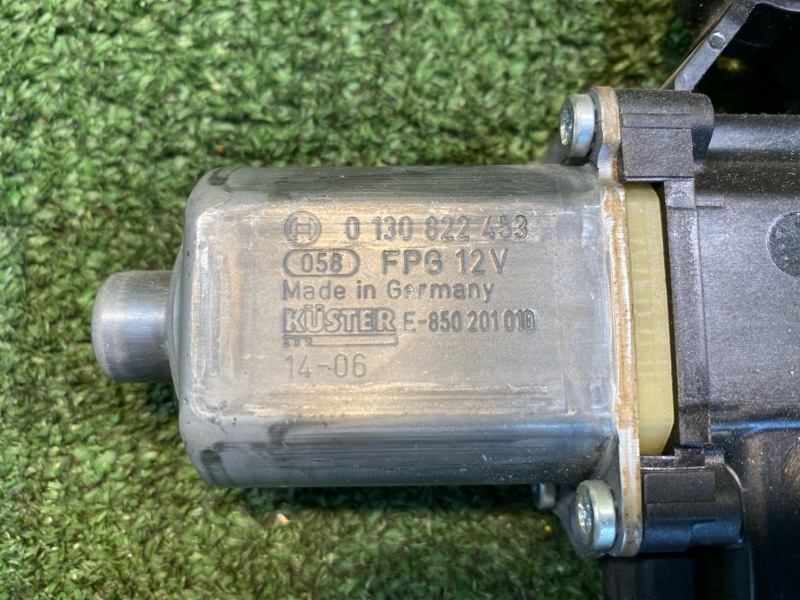 0 130 822 453
058 FPG 12V
Made in Germany
KÜSTER E-850 201 010
14-06